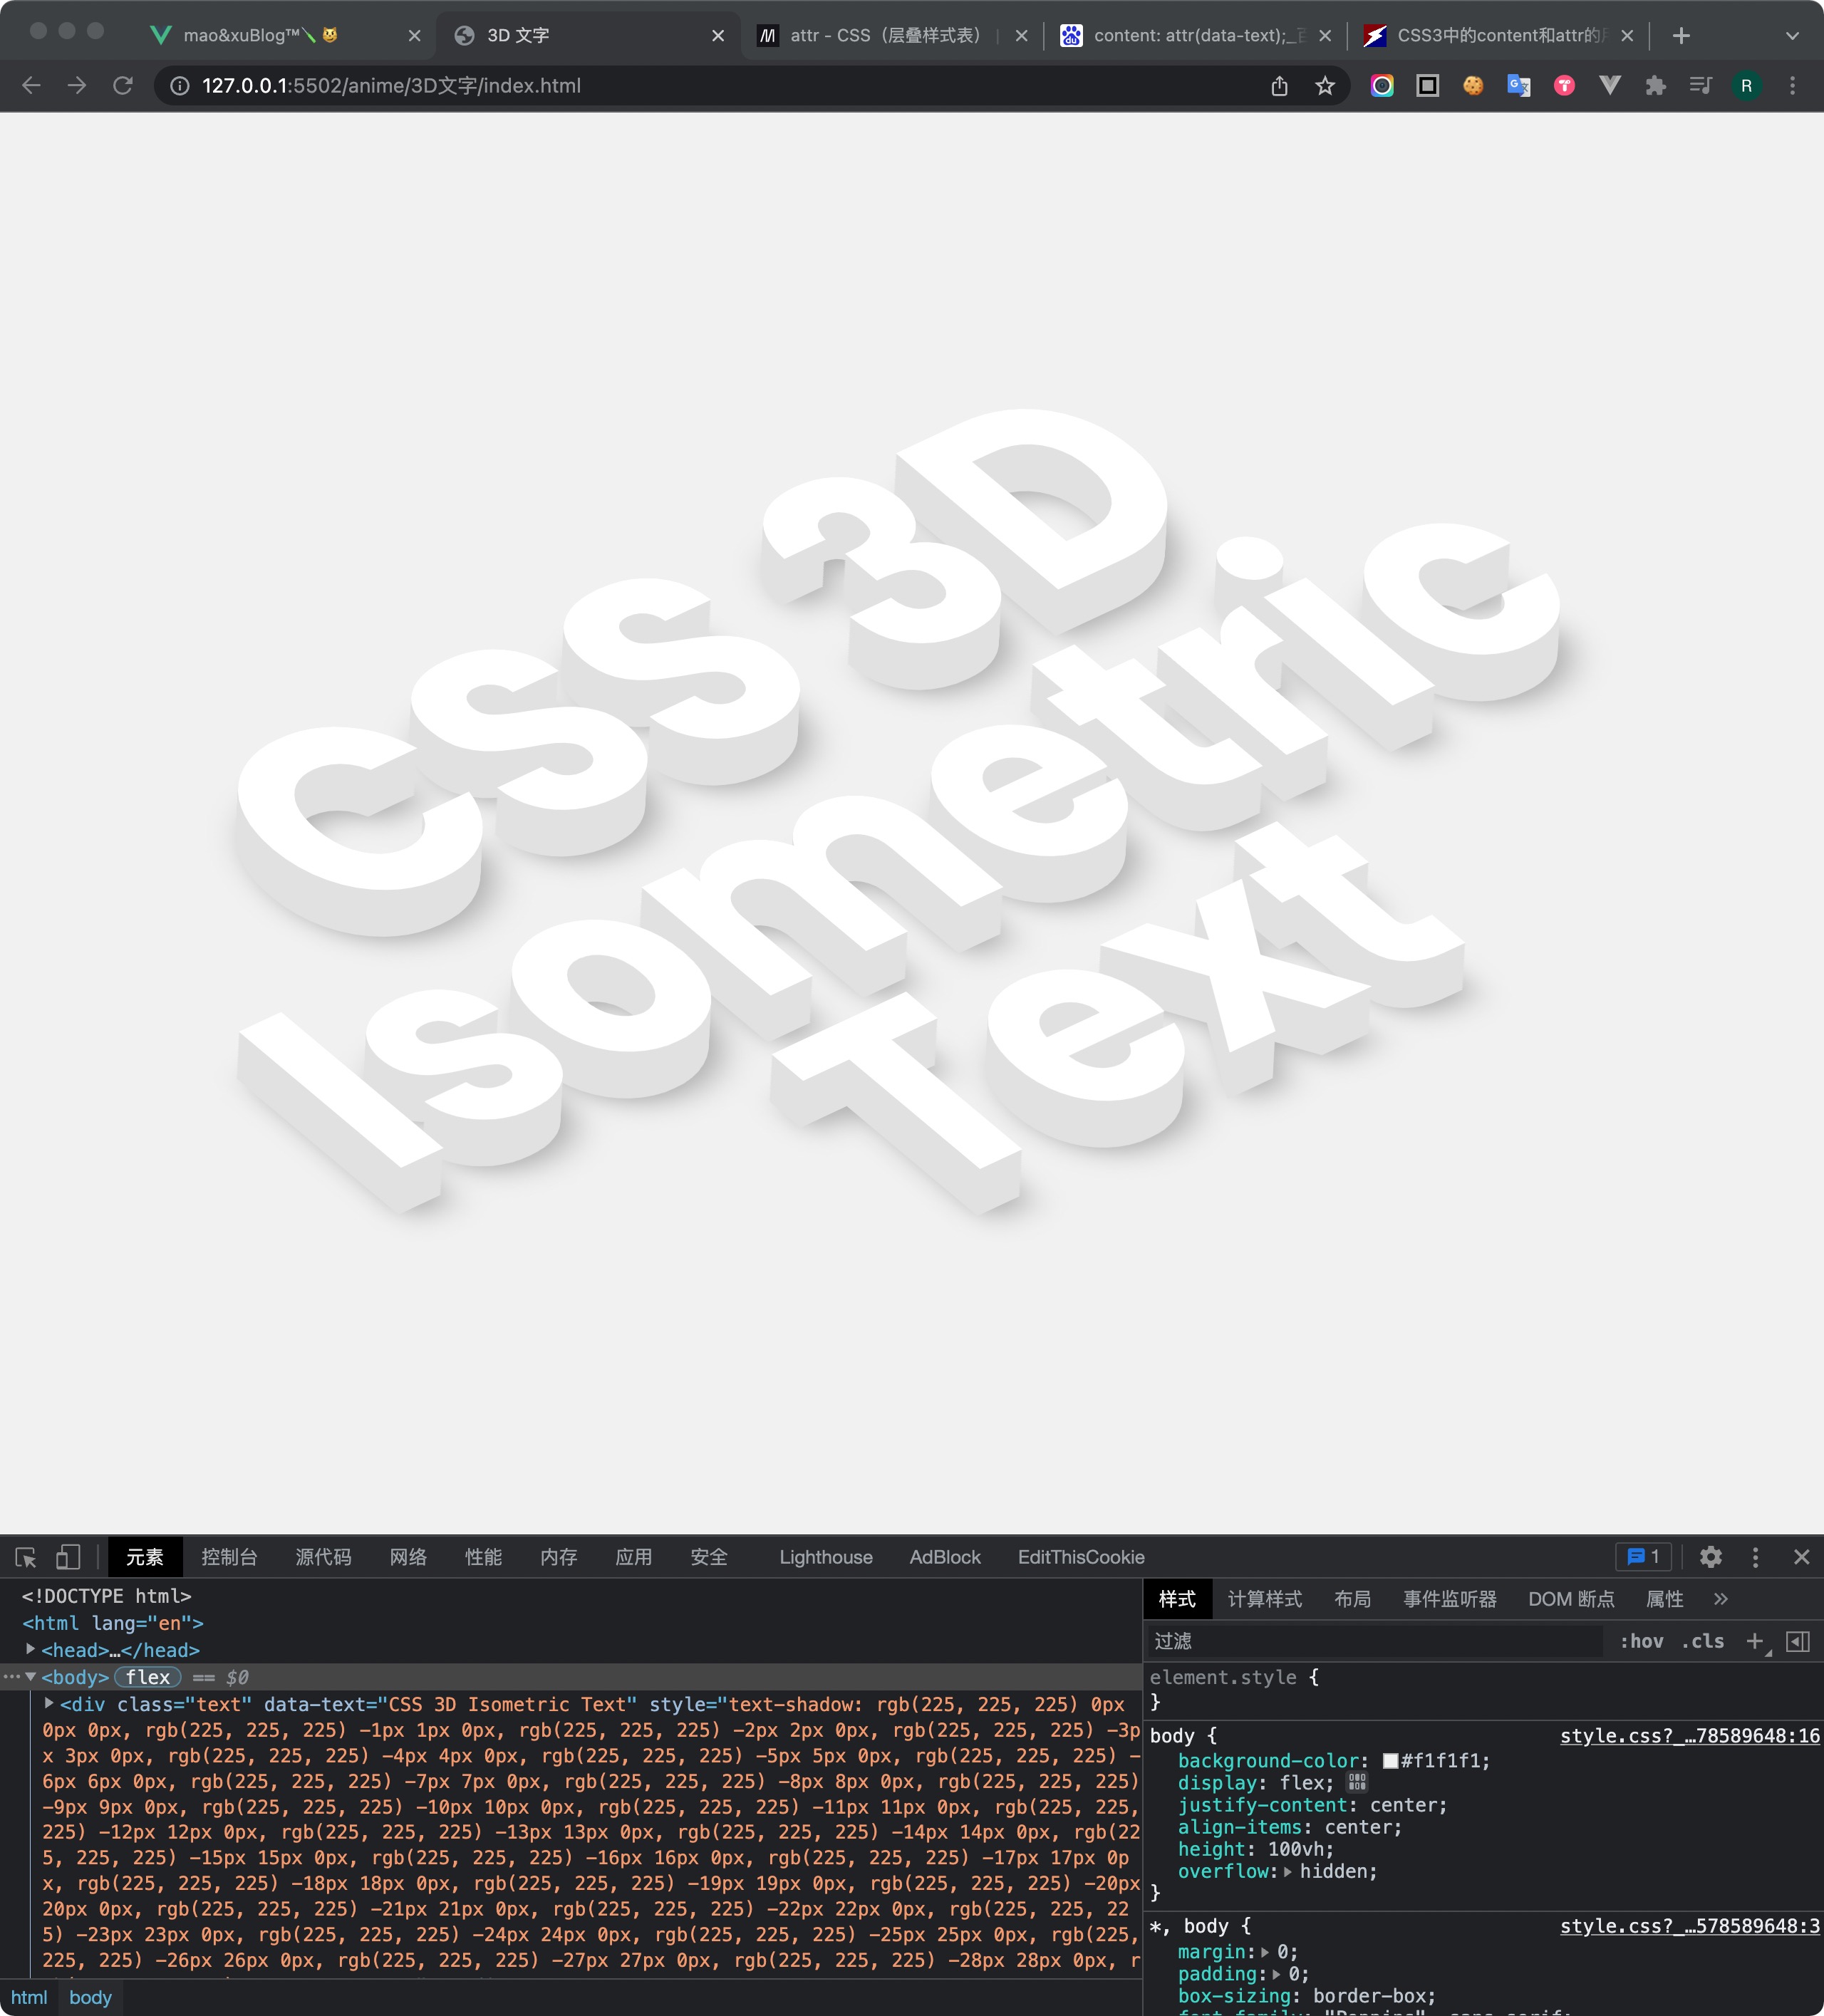 mao&xuBlog™
3D 文字
attr - CSS（层叠样式表）
content: attr(data-text);_
CSS3中的content和attr的
127.0.0.1:5502/anime/3D文字/index.html
R
CSS 3D
Isometric
Text
元素 控制台 源代码 网络 性能 内存 应用 安全 Lighthouse AdBlock EditThisCookie 1
<!DOCTYPE html>
<html lang="en">
<head>…</head>
<body> flex == $0
<div class="text" data-text="CSS 3D Isometric Text" style="text-shadow: rgb(225, 225, 225) 0px
0px 0px, rgb(225, 225, 225) -1px 1px 0px, rgb(225, 225, 225) -2px 2px 0px, rgb(225, 225, 225) -3p
x 3px 0px, rgb(225, 225, 225) -4px 4px 0px, rgb(225, 225, 225) -5px 5px 0px, rgb(225, 225, 225) -
6px 6px 0px, rgb(225, 225, 225) -7px 7px 0px, rgb(225, 225, 225) -8px 8px 0px, rgb(225, 225, 225)
-9px 9px 0px, rgb(225, 225, 225) -10px 10px 0px, rgb(225, 225, 225) -11px 11px 0px, rgb(225, 225,
225) -12px 12px 0px, rgb(225, 225, 225) -13px 13px 0px, rgb(225, 225, 225) -14px 14px 0px, rgb(22
5, 225, 225) -15px 15px 0px, rgb(225, 225, 225) -16px 16px 0px, rgb(225, 225, 225) -17px 17px 0p
x, rgb(225, 225, 225) -18px 18px 0px, rgb(225, 225, 225) -19px 19px 0px, rgb(225, 225, 225) -20px
20px 0px, rgb(225, 225, 225) -21px 21px 0px, rgb(225, 225, 225) -22px 22px 0px, rgb(225, 225, 22
5) -23px 23px 0px, rgb(225, 225, 225) -24px 24px 0px, rgb(225, 225, 225) -25px 25px 0px, rgb(225,
225, 225) -26px 26px 0px, rgb(225, 225, 225) -27px 27px 0px, rgb(225, 225, 225) -28px 28px 0px, r
html body
样式 计算样式 布局 事件监听器 DOM 断点 属性
过滤 :hov .cls
element.style {
}
body { style.css?_…78589648:16
background-color: #f1f1f1;
display: flex;
justify-content: center;
align-items: center;
height: 100vh;
overflow: hidden;
}
*, body { style.css?_…578589648:3
margin: 0;
padding: 0;
box-sizing: border-box;